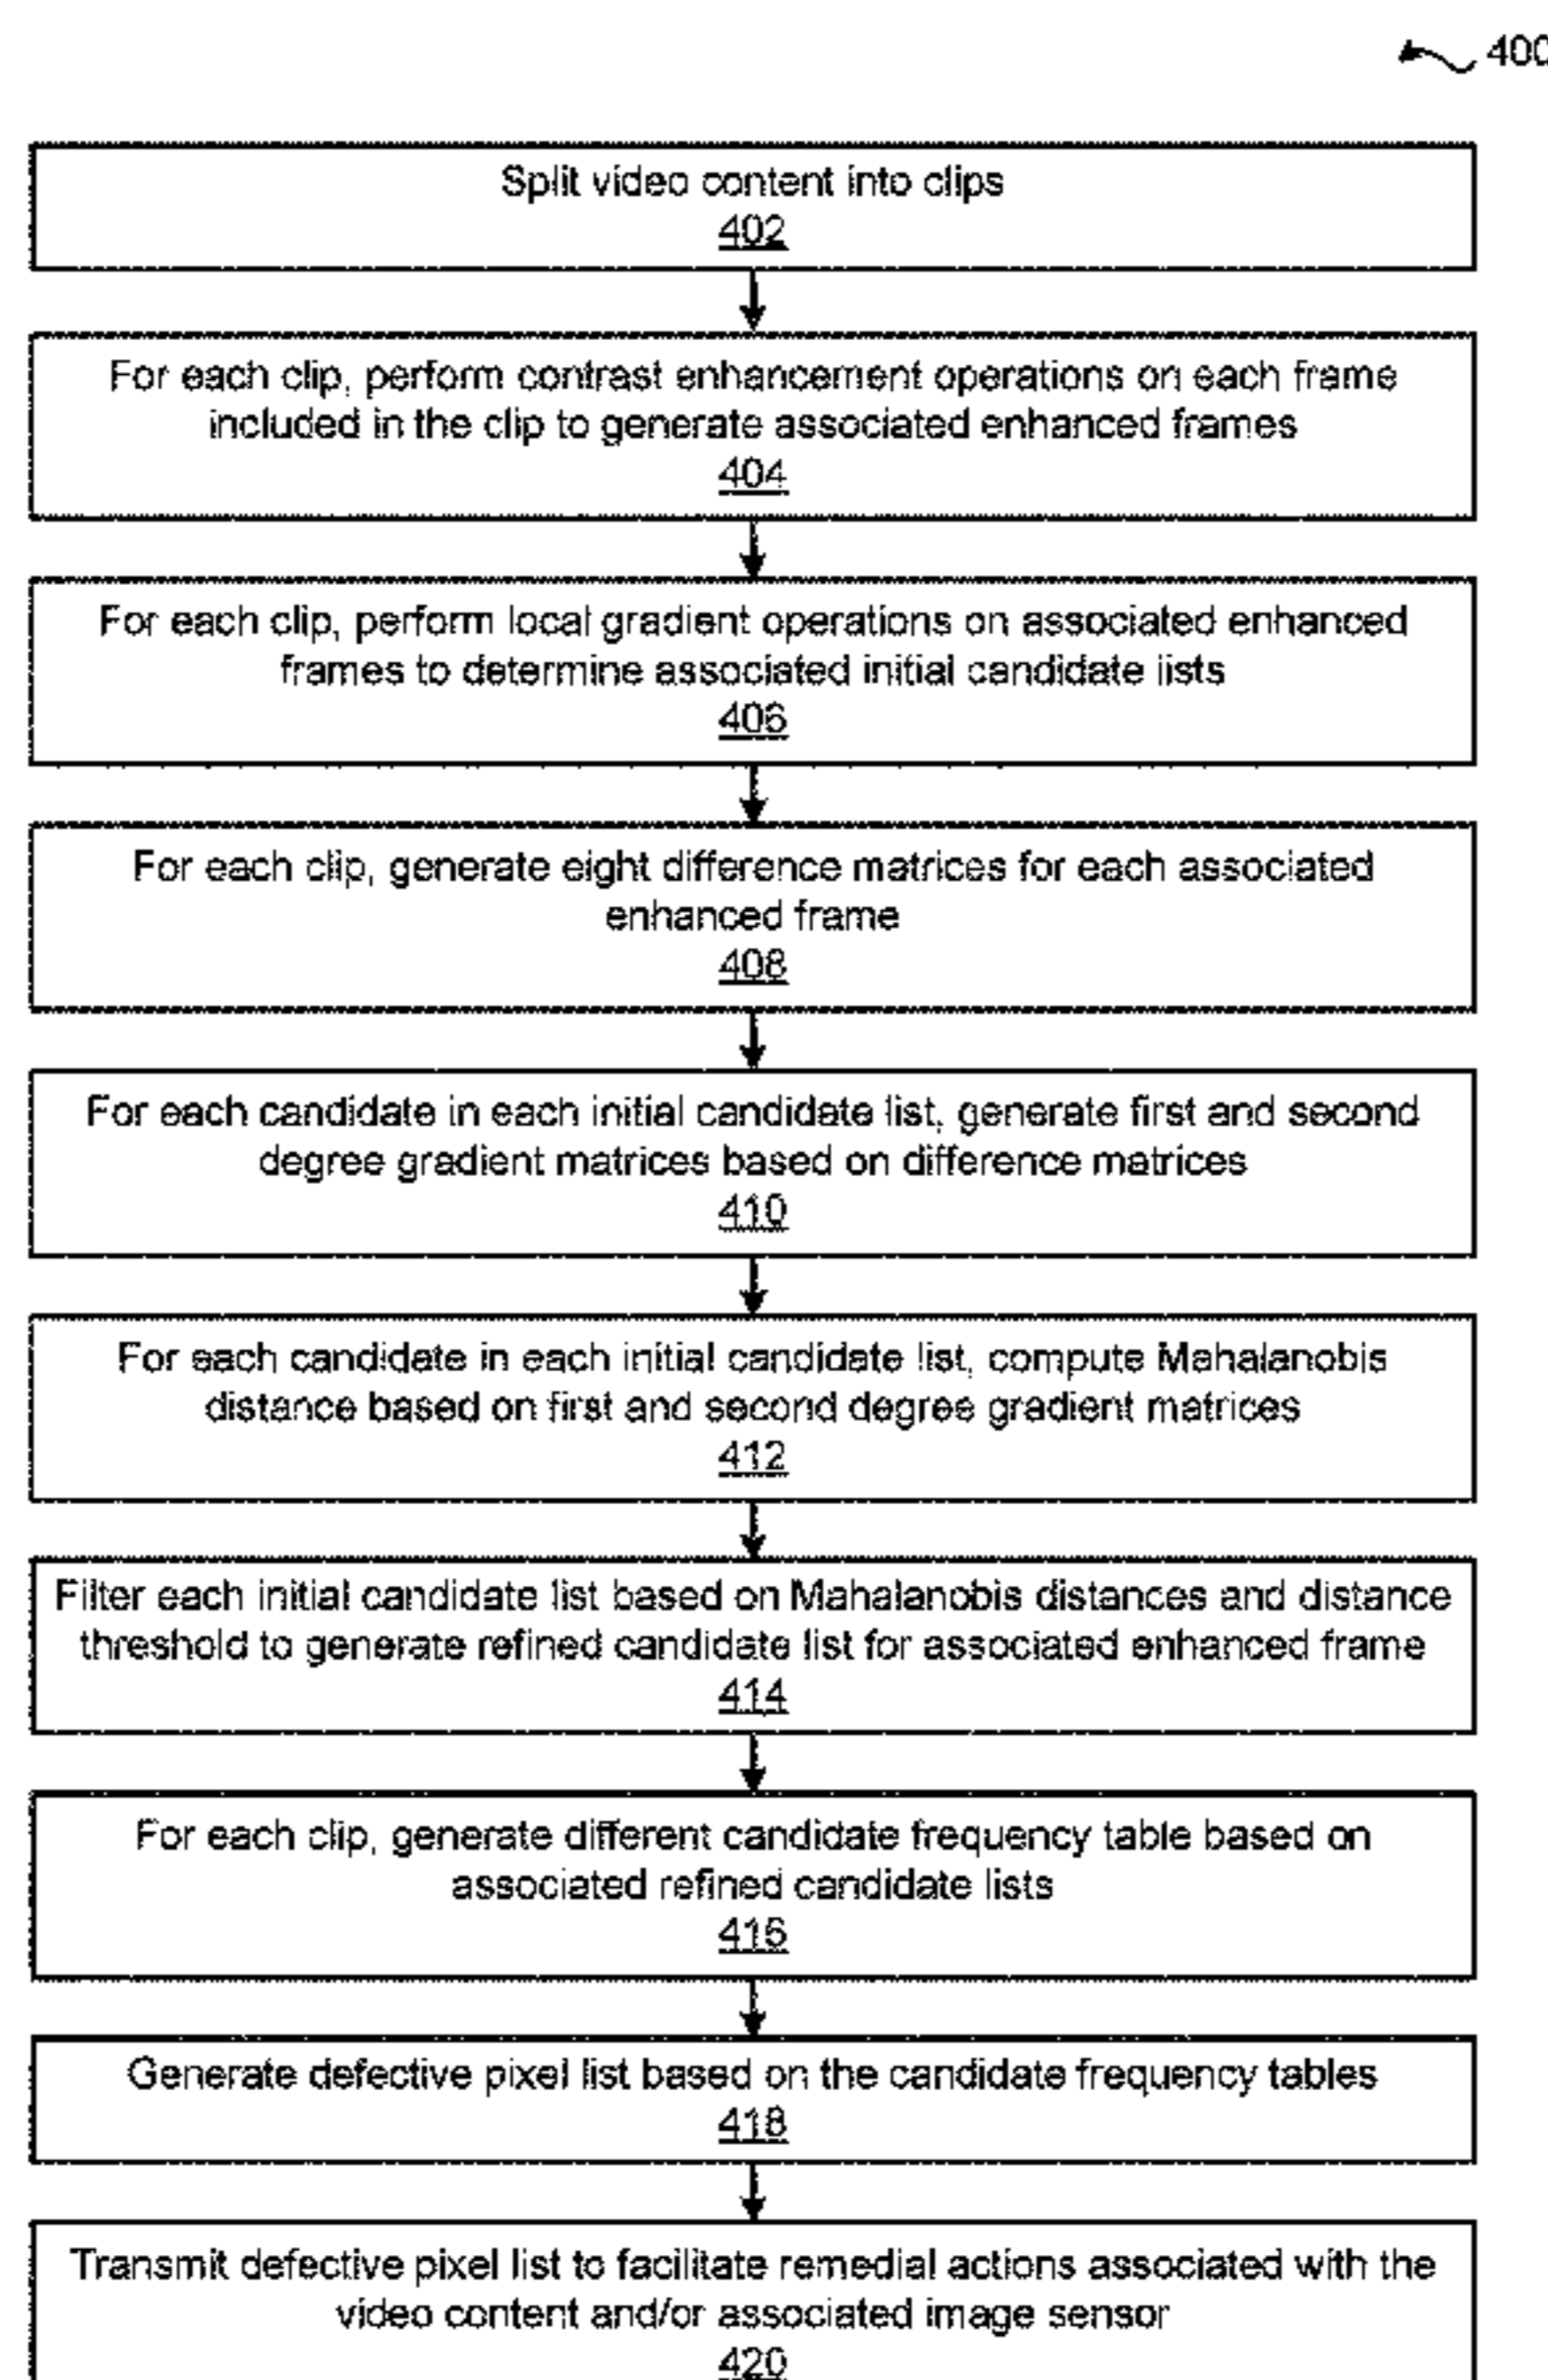 400
Split video content into clips
402
For each clip, perform contrast enhancement operations on each frame
included in the clip to generate associated enhanced frames
404
For each clip, perform local gradient operations on associated enhanced
frames to determine associated initial candidate lists
406
For each clip, generate eight difference matrices for each associated
enhanced frame
408
For each candidate in each initial candidate list, generate first and second
degree gradient matrices based on difference matrices
410
For each candidate in each initial candidate list, compute Mahalanobis
distance based on first and second degree gradient matrices
412
Filter each initial candidate list based on Mahalanobis distances and distance
threshold to generate refined candidate list for associated enhanced frame
414
For each clip, generate different candidate frequency table based on
associated refined candidate lists
416
Generate defective pixel list based on the candidate frequency tables
418
Transmit defective pixel list to facilitate remedial actions associated with the
video content and/or associated image sensor
420